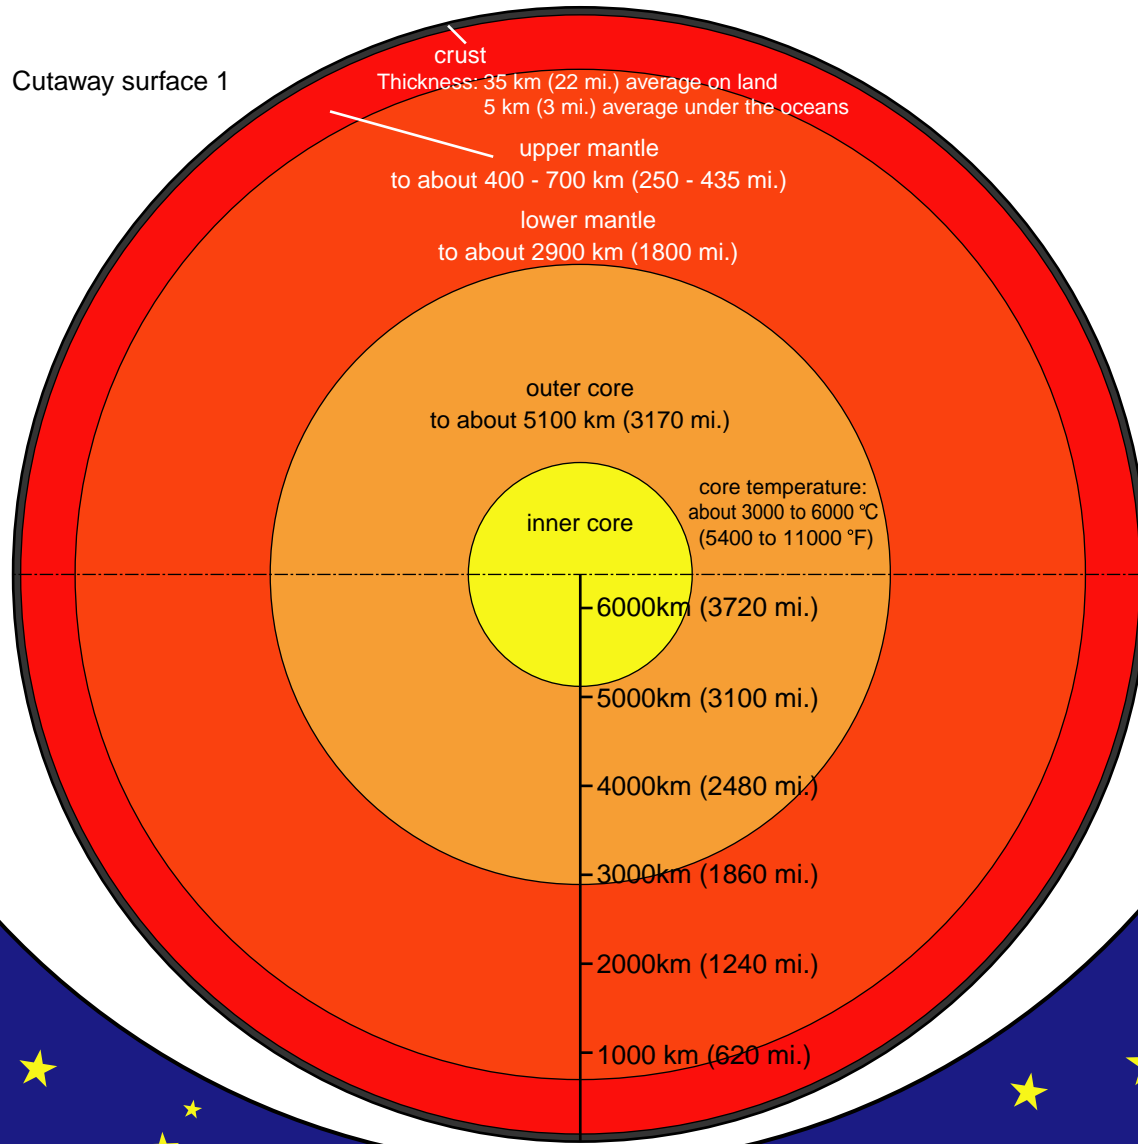 Cutaway surface 1
crust
Thickness: 35 km (22 mi.) average on land
5 km (3 mi.) average under the oceans
upper mantle
to about 400 - 700 km (250 - 435 mi.)
lower mantle
to about 2900 km (1800 mi.)
outer core
to about 5100 km (3170 mi.)
core temperature:
about 3000 to 6000 °C
(5400 to 11000 °F)
inner core
6000km (3720 mi.)
5000km (3100 mi.)
4000km (2480 mi.)
3000km (1860 mi.)
2000km (1240 mi.)
1000 km (620 mi.)